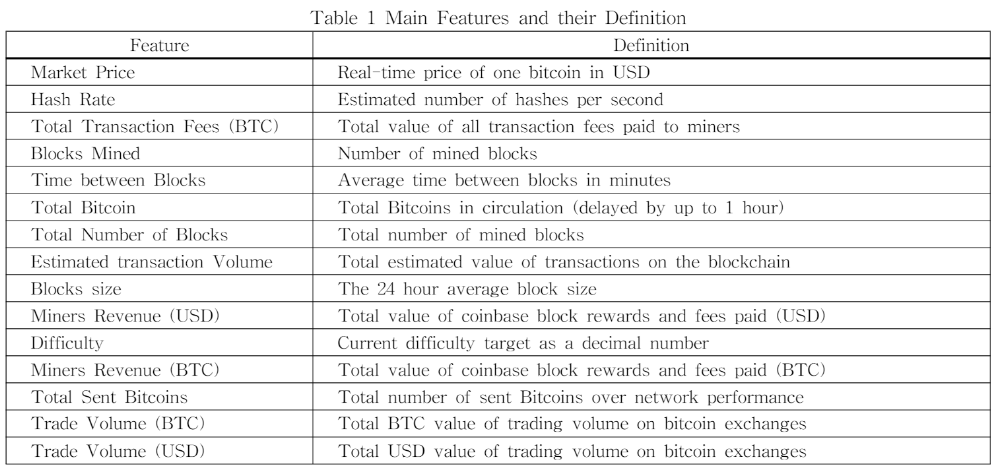 Table 1 Main Features and their Definition
Feature Definition
Market Price Real-time price of one bitcoin in USD
Hash Rate Estimated number of hashes per second
Total Transaction Fees (BTC) Total value of all transaction fees paid to miners
Blocks Mined Number of mined blocks
Time between Blocks Average time between blocks in minutes
Total Bitcoin Total Bitcoins in circulation (delayed by up to 1 hour)
Total Number of Blocks Total number of mined blocks
Estimated transaction Volume Total estimated value of transactions on the blockchain
Blocks size The 24 hour average block size
Miners Revenue (USD) Total value of coinbase block rewards and fees paid (USD)
Difficulty Current difficulty target as a decimal number
Miners Revenue (BTC) Total value of coinbase block rewards and fees paid (BTC)
Total Sent Bitcoins Total number of sent Bitcoins over network performance
Trade Volume (BTC) Total BTC value of trading volume on bitcoin exchanges
Trade Volume (USD) Total USD value of trading volume on bitcoin exchanges